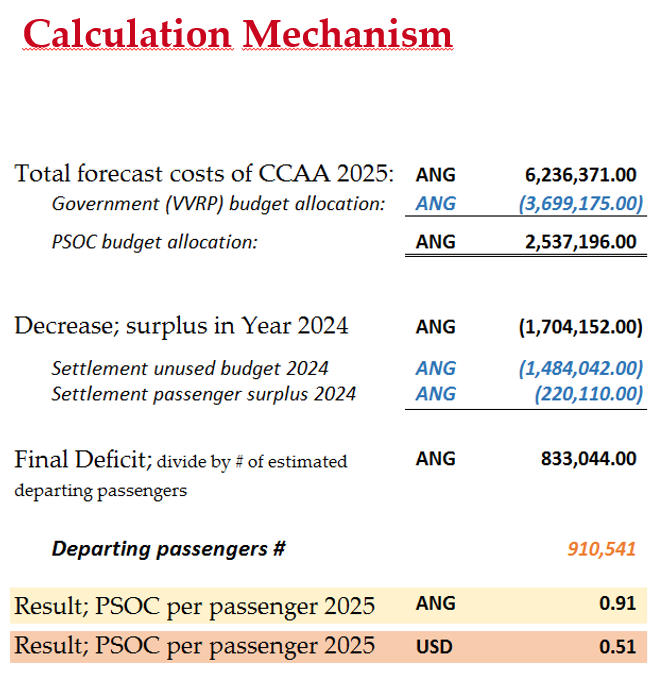 Calculation Mechanism
Total forecast costs of CCAA 2025: ANG 6,236,371.00
Government (VVRP) budget allocation: ANG (3,699,175.00)
PSOC budget allocation: ANG 2,537,196.00
Decrease; surplus in Year 2024 ANG (1,704,152.00)
Settlement unused budget 2024 ANG (1,484,042.00)
Settlement passenger surplus 2024 ANG (220,110.00)
Final Deficit; divide by # of estimated ANG 833,044.00
departing passengers
Departing passengers # 910,541
Result; PSOC per passenger 2025 ANG 0.91
Result; PSOC per passenger 2025 USD 0.51